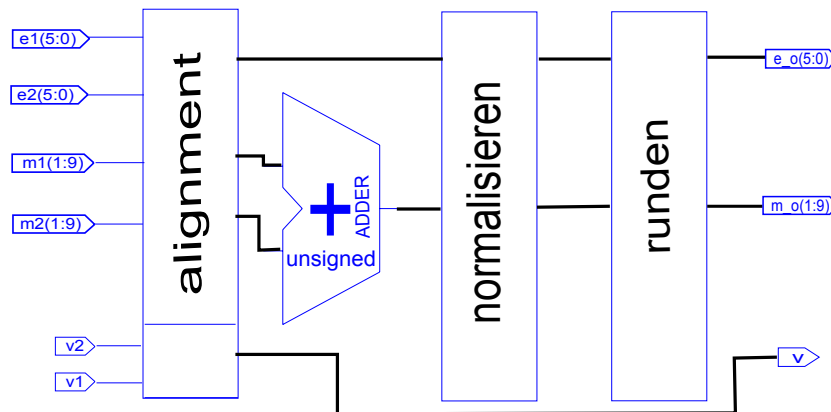 e1(5:0)
e2(5:0)
m1(1:9)
m2(1:9)
v2
v1
alignment
+
ADDER
unsigned
normalisieren
runden
e_o(5:0)
m_o(1:9)
v